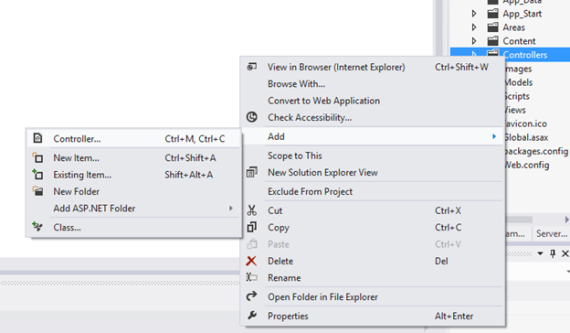 App_Data
App_Start
Areas
Content
Controllers
View in Browser (Internet Explorer) Ctrl+Shift+W
Images
Browse With...
Models
Convert to Web Application
Scripts
Check Accessibility...
Views
Favicon.ico
Controller... Ctrl+M, Ctrl+C
Add
Global.asax
New Item... Ctrl+Shift+A
Scope to This
packages.config
Existing Item... Shift+Alt+A
New Solution Explorer View
Web.config
New Folder
Exclude From Project
Add ASP.NET Folder
Cut Ctrl+X
Class...
Copy Ctrl+C
am... Server...
Paste Ctrl+V
Delete Del
Rename
Open Folder in File Explorer
Properties Alt+Enter